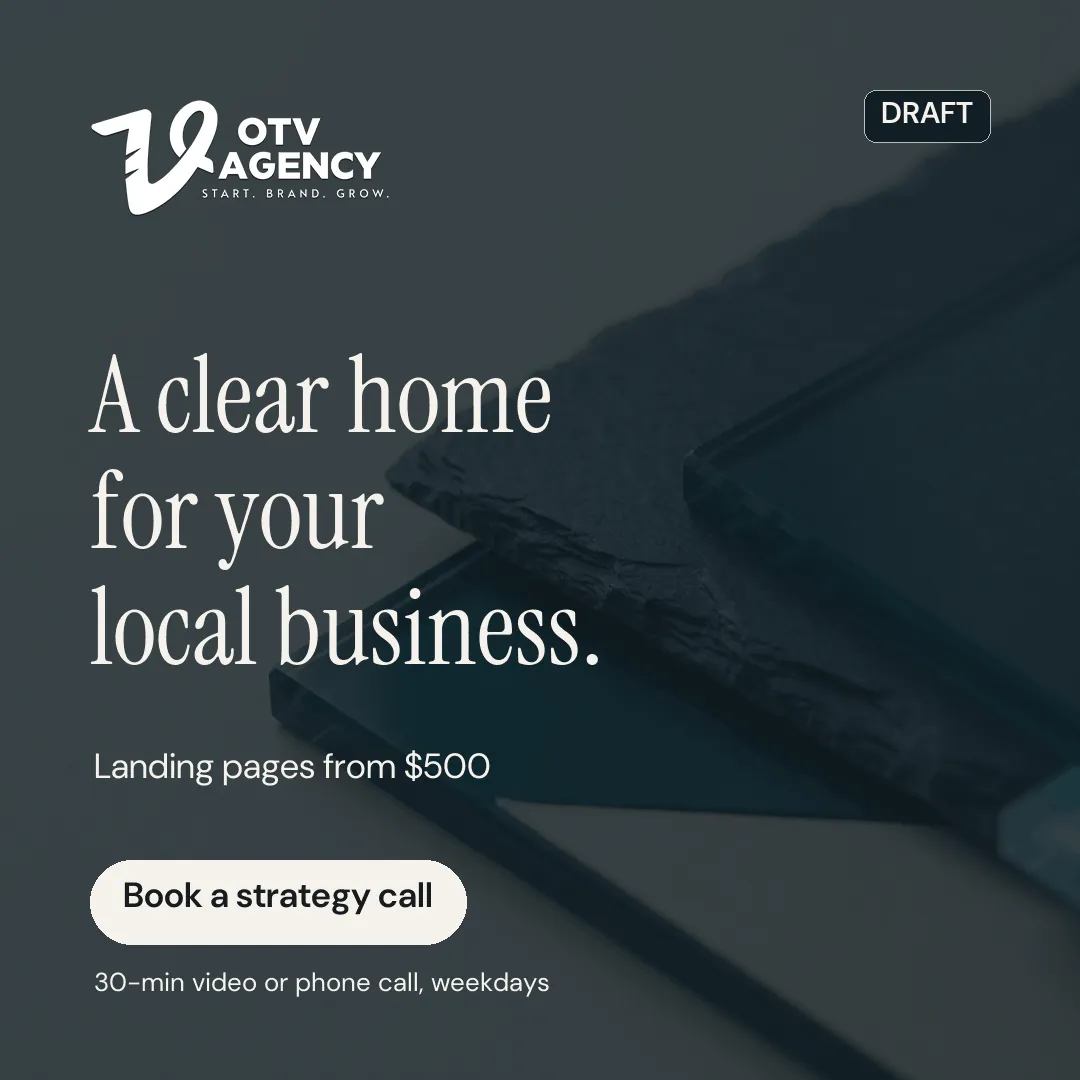 OTV
AGENCY
START. BRAND. GROW.
DRAFT
A clear home
for your
local business.
Landing pages from $500
Book a strategy call
30-min video or phone call, weekdays